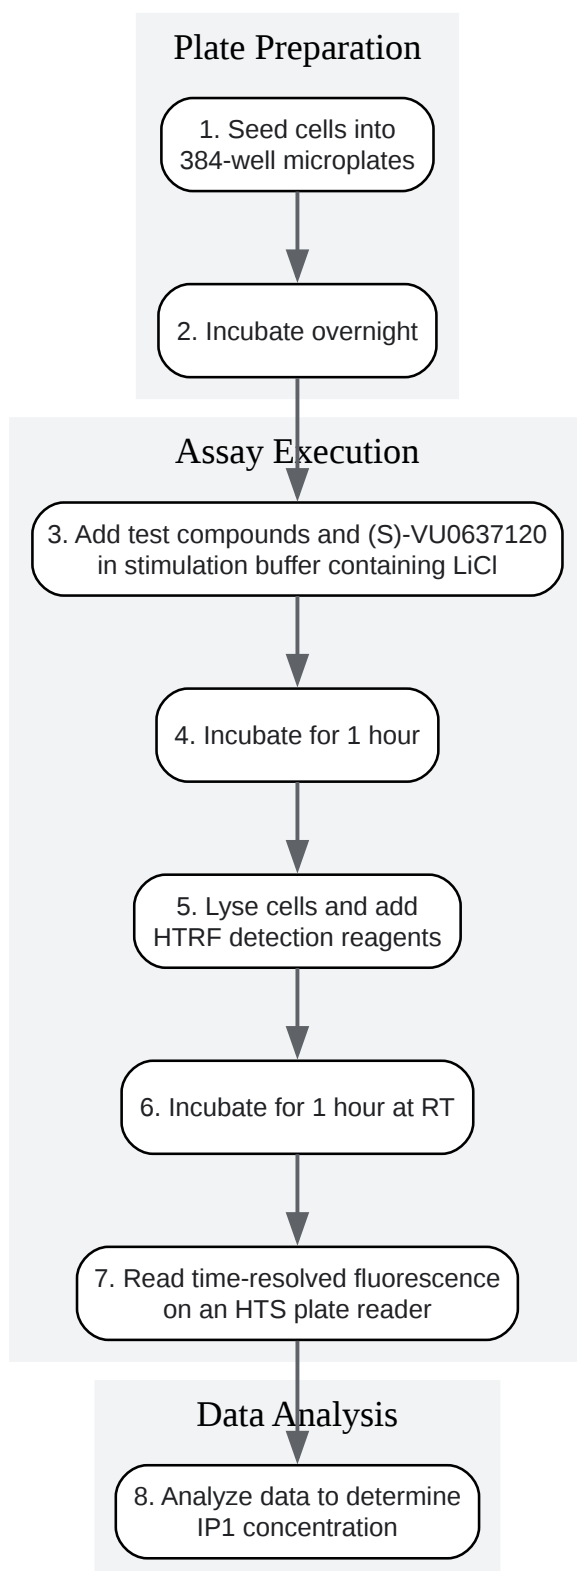 Plate Preparation
1. Seed cells into
384-well microplates
2. Incubate overnight
Assay Execution
3. Add test compounds and (S)-VU0637120
in stimulation buffer containing LiCl
4. Incubate for 1 hour
5. Lyse cells and add
HTRF detection reagents
6. Incubate for 1 hour at RT
7. Read time-resolved fluorescence
on an HTS plate reader
Data Analysis
8. Analyze data to determine
IP1 concentration